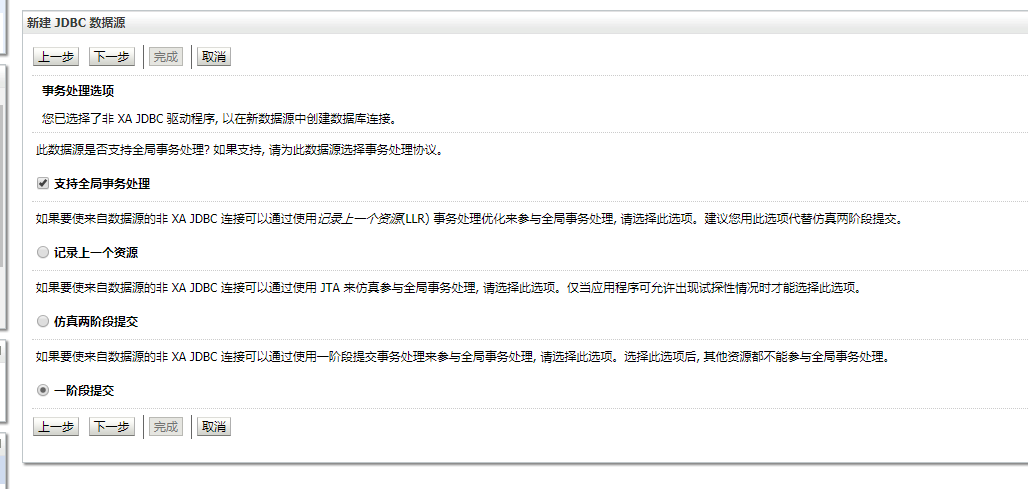 新建 JDBC 数据源
上一步 下一步 完成 取消
事务处理选项
您已选择了非 XA JDBC 驱动程序, 以在新数据源中创建数据库连接。
此数据源是否支持全局事务处理? 如果支持, 请为此数据源选择事务处理协议。
支持全局事务处理
如果要使来自数据源的非 XA JDBC 连接可以通过使用记录上一个资源(LLR) 事务处理优化来参与全局事务处理, 请选择此选项。建议您用此选项代替仿真两阶段提交。
记录上一个资源
如果要使来自数据源的非 XA JDBC 连接可以通过使用 JTA 来仿真参与全局事务处理, 请选择此选项。仅当应用程序可允许出现试探性情况时才能选择此选项。
仿真两阶段提交
如果要使来自数据源的非 XA JDBC 连接可以通过使用一阶段提交事务处理来参与全局事务处理, 请选择此选项。选择此选项后, 其他资源都不能参与全局事务处理。
一阶段提交
上一步 下一步 完成 取消